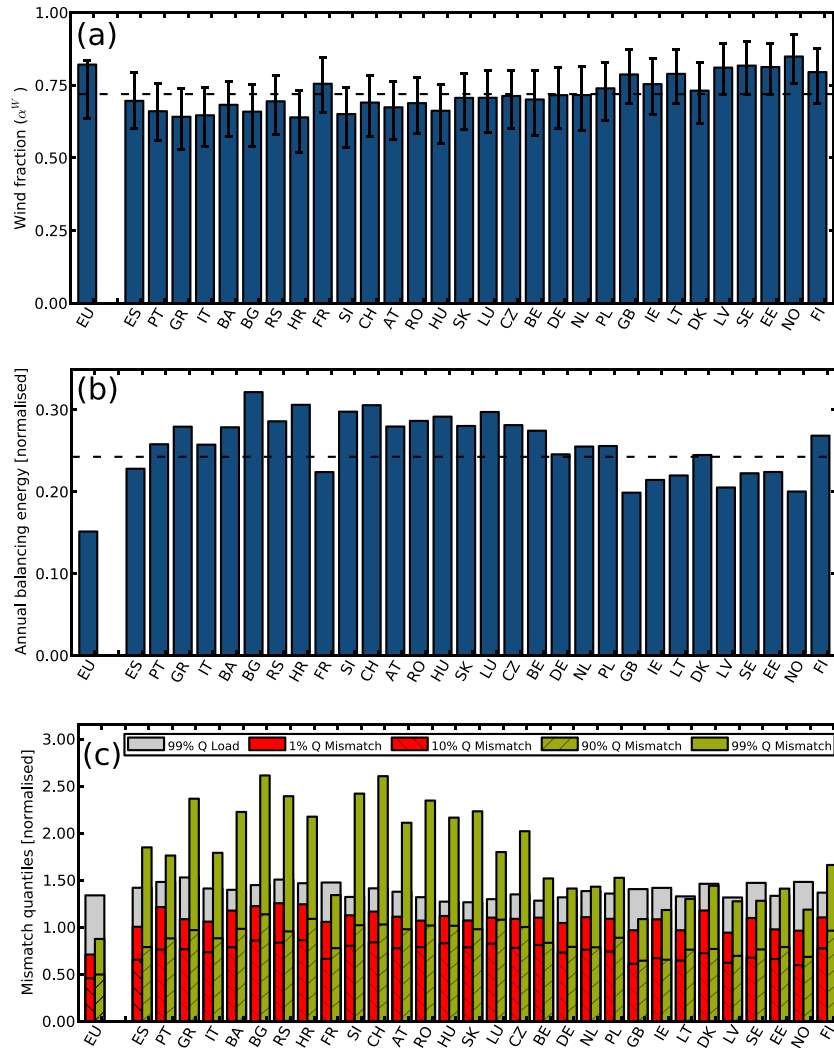 (a)
Wind fraction (α^W)
1.00
0.75
0.50
0.25
0.00
EU ES PT GR IT BA BG RS HR FR SI CH AT RO HU SK LU CZ BE DE NL PL GB IE LT DK LV SE EE NO FI
(b)
Annual balancing energy [normalised]
0.30
0.20
0.10
0.00
EU ES PT GR IT BA BG RS HR FR SI CH AT RO HU SK LU CZ BE DE NL PL GB IE LT DK LV SE EE NO FI
(c)
Mismatch quantiles [normalised]
99% Q Load 1% Q Mismatch 10% Q Mismatch 90% Q Mismatch 99% Q Mismatch
3.00
2.50
2.00
1.50
1.00
0.50
0.00
EU ES PT GR IT BA BG RS HR FR SI CH AT RO HU SK LU CZ BE DE NL PL GB IE LT DK LV SE EE NO FI